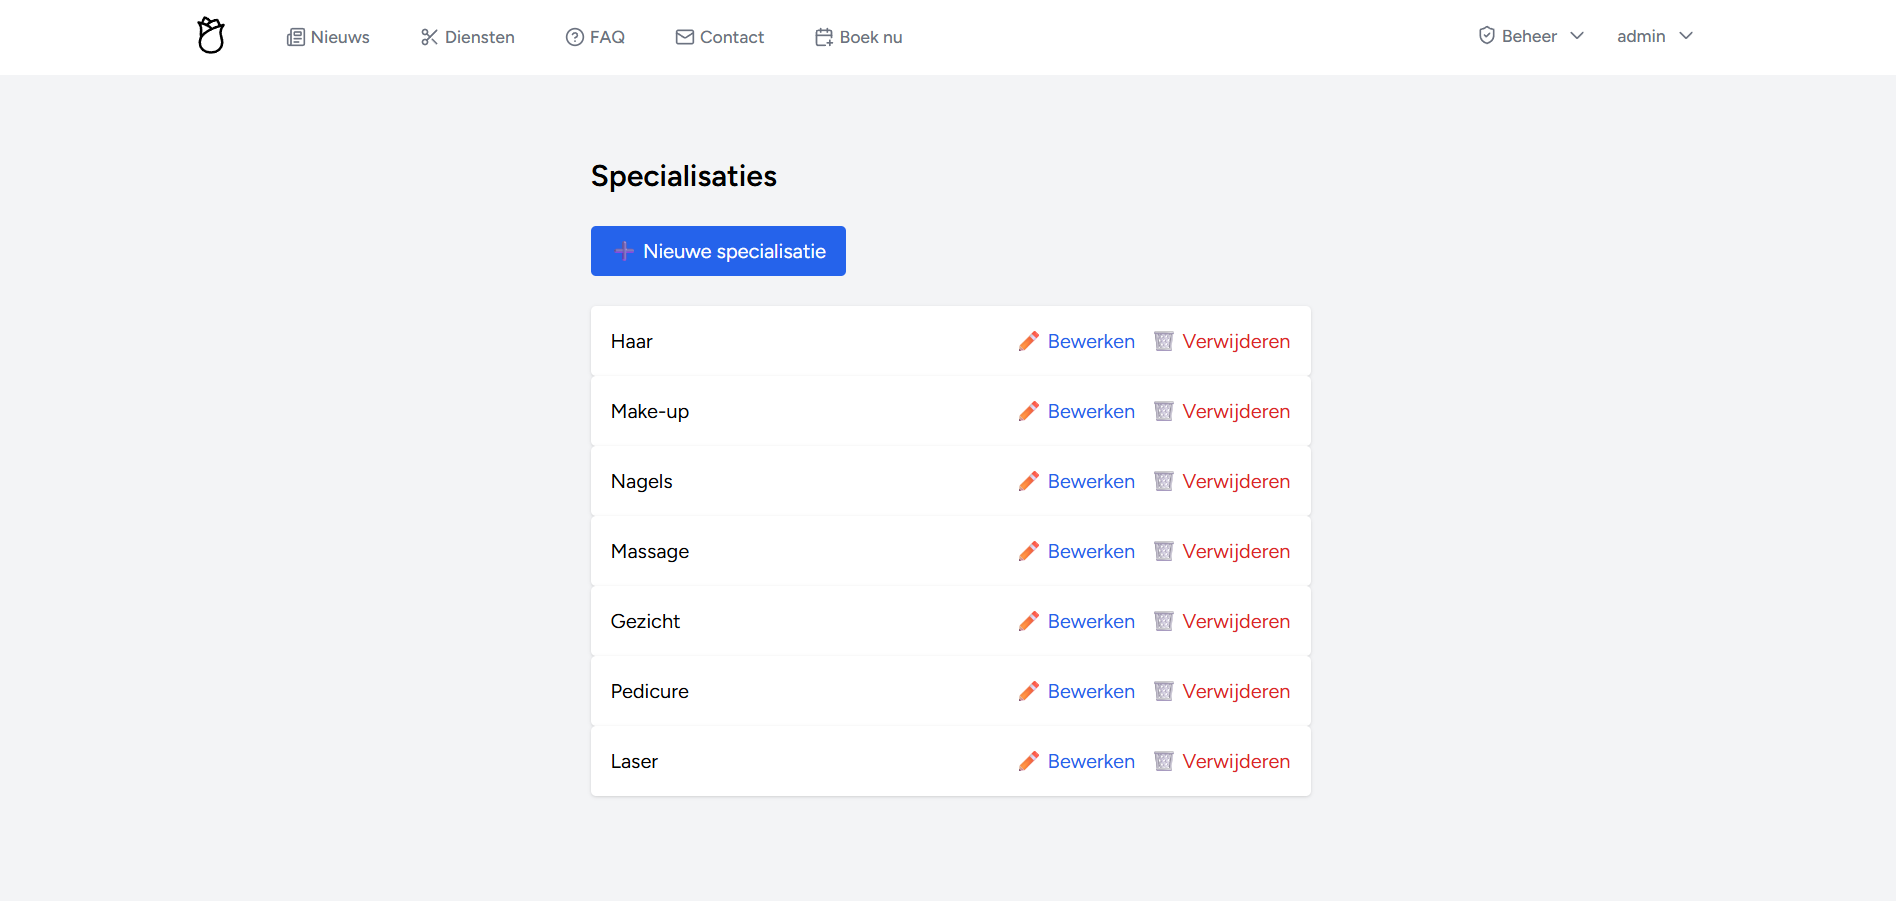 Nieuws Diensten FAQ Contact Boek nu Beheer admin
Specialisaties
Nieuwe specialisatie
Haar Bewerken Verwijderen
Make-up Bewerken Verwijderen
Nagels Bewerken Verwijderen
Massage Bewerken Verwijderen
Gezicht Bewerken Verwijderen
Pedicure Bewerken Verwijderen
Laser Bewerken Verwijderen